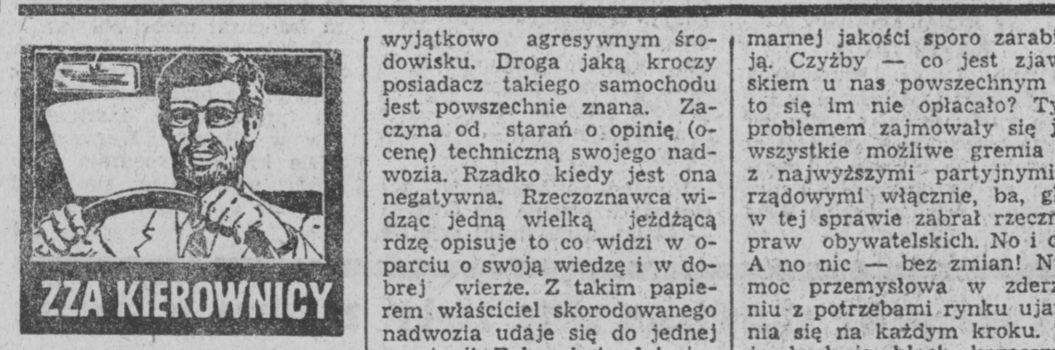 ZZA KIEROWNICY
wyjątkowo agresywnym śro-
dowisku. Droga jaką kroczy
posiadacz takiego samochodu
jest powszechnie znana. Za-
czyna od starań o opinię (o-
cenę) techniczną swojego nad-
wozia. Rzadko kiedy jest ona
negatywna. Rzeczoznawca wi-
dząc jedną wielką jeżdżącą
rdzę opisuje to co widzi w o-
parciu o swoją wiedzę i w do-
brej wierze. Z takim papie-
rem właściciel skorodowanego
nadwozia udaje się do jednej
marnej jakości sporo zarabi
ją. Czyżby — co jest zjaw
skiem u nas powszechnym
to się im nie opłacało? Ty
problemem zajmowały się j
wszystkie możliwe gremia
z najwyższymi partyjnymi
rządowymi włącznie, ba, gł
w tej sprawie zabrał rzeczn
praw obywatelskich. No i c
A no nic — bez zmian! N
moc przemysłowa w zderz
niu z potrzebami rynku uja
nia się na każdym kroku.